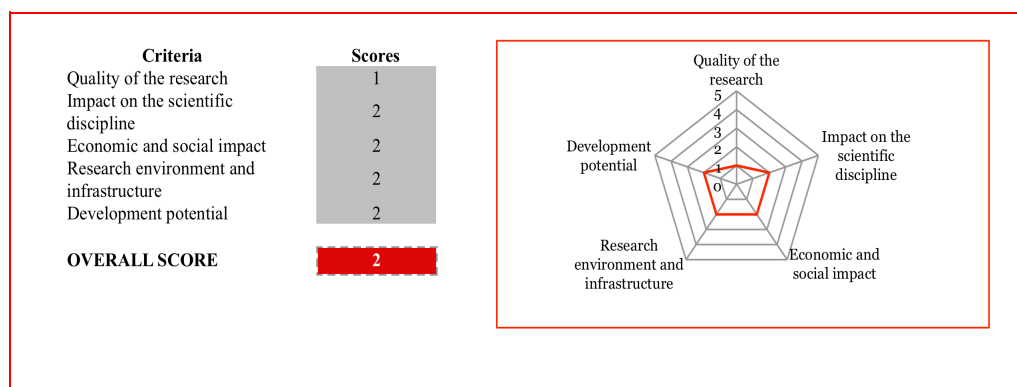 Criteria Scores
Quality of the research 1
Impact on the scientific
discipline 2
Economic and social impact 2
Research environment and
infrastructure 2
Development potential 2
OVERALL SCORE 2
Quality of the
research
5
4
3
2
1
0
Impact on the
scientific
discipline
Economic and
social impact
Research
environment and
infrastructure
Development
potential